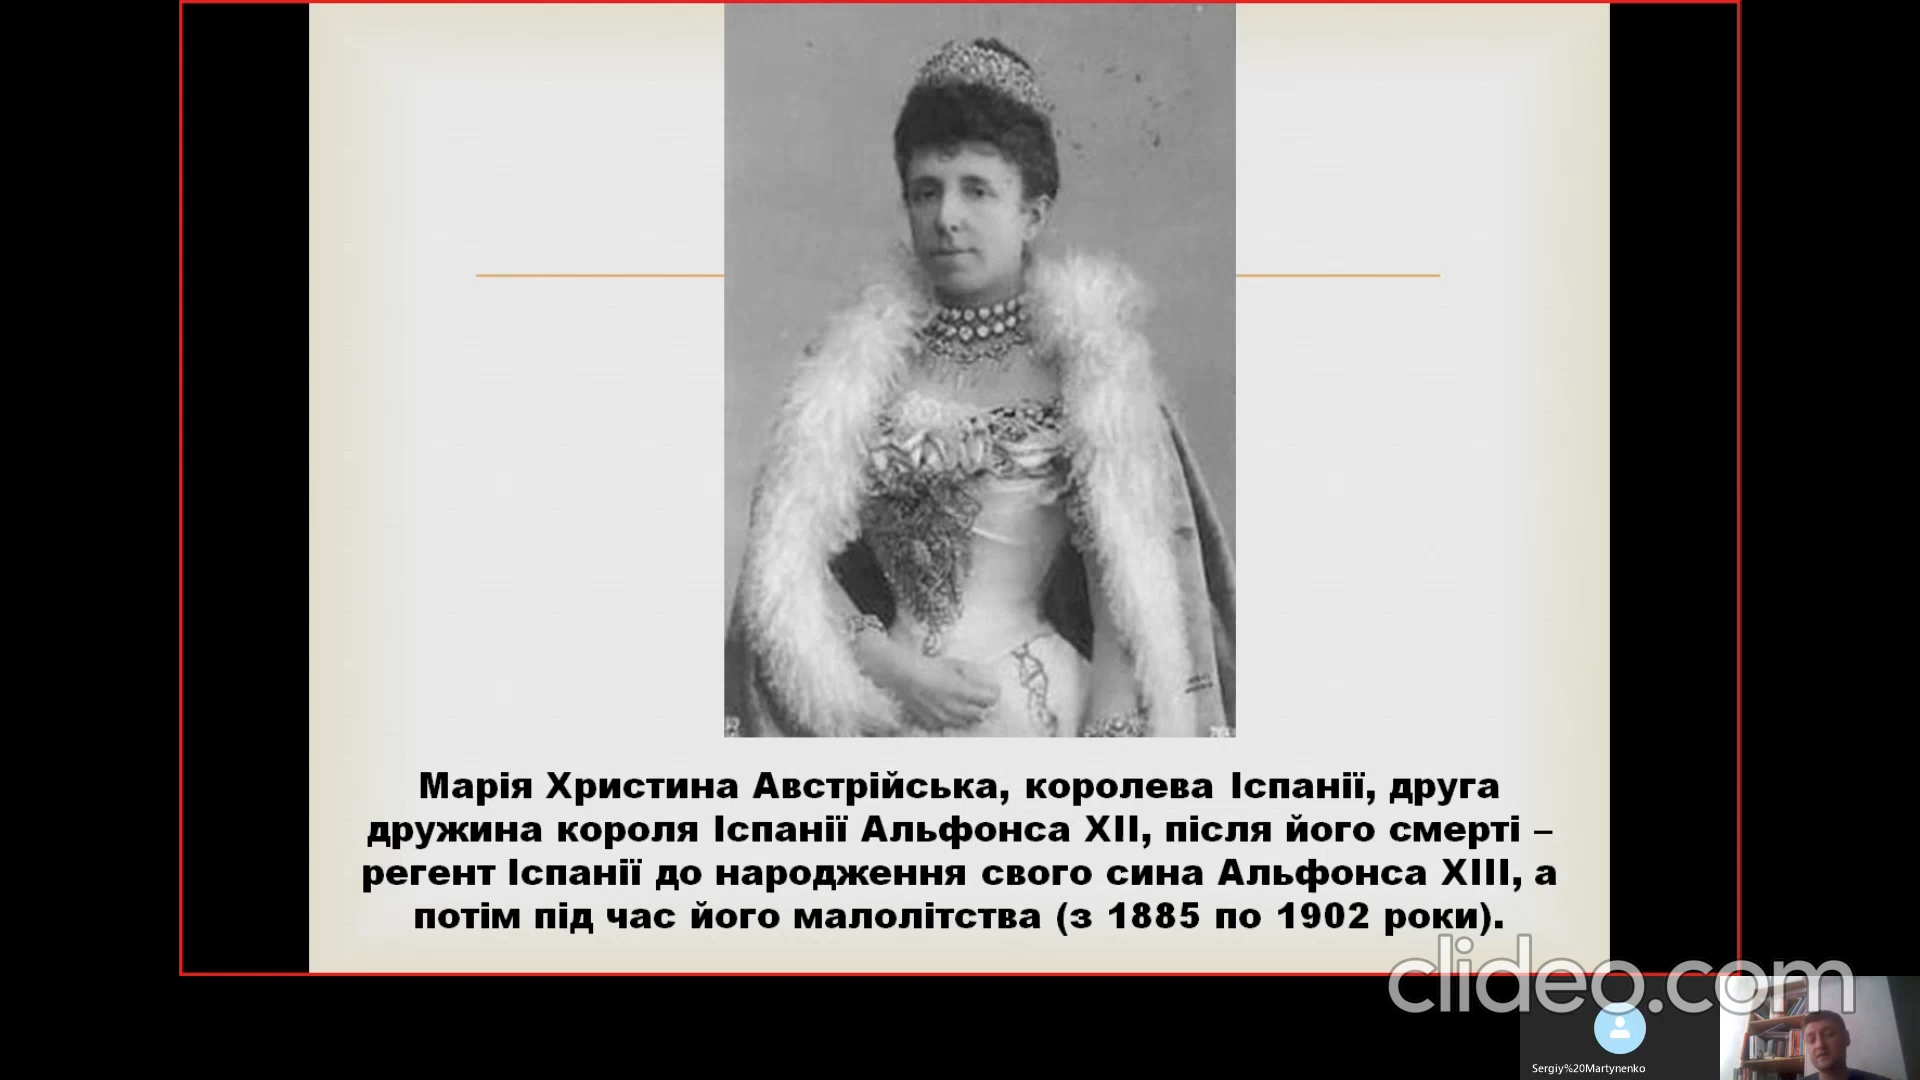 Марія Христина Австрійська, королева Іспанії, друга
дружина короля Іспанії Альфонса XII, після його смерті –
регент Іспанії до народження свого сина Альфонса XIII, а
потім під час його малолітства (з 1885 по 1902 роки).
clideo.com
Sergiy%20Martynenko